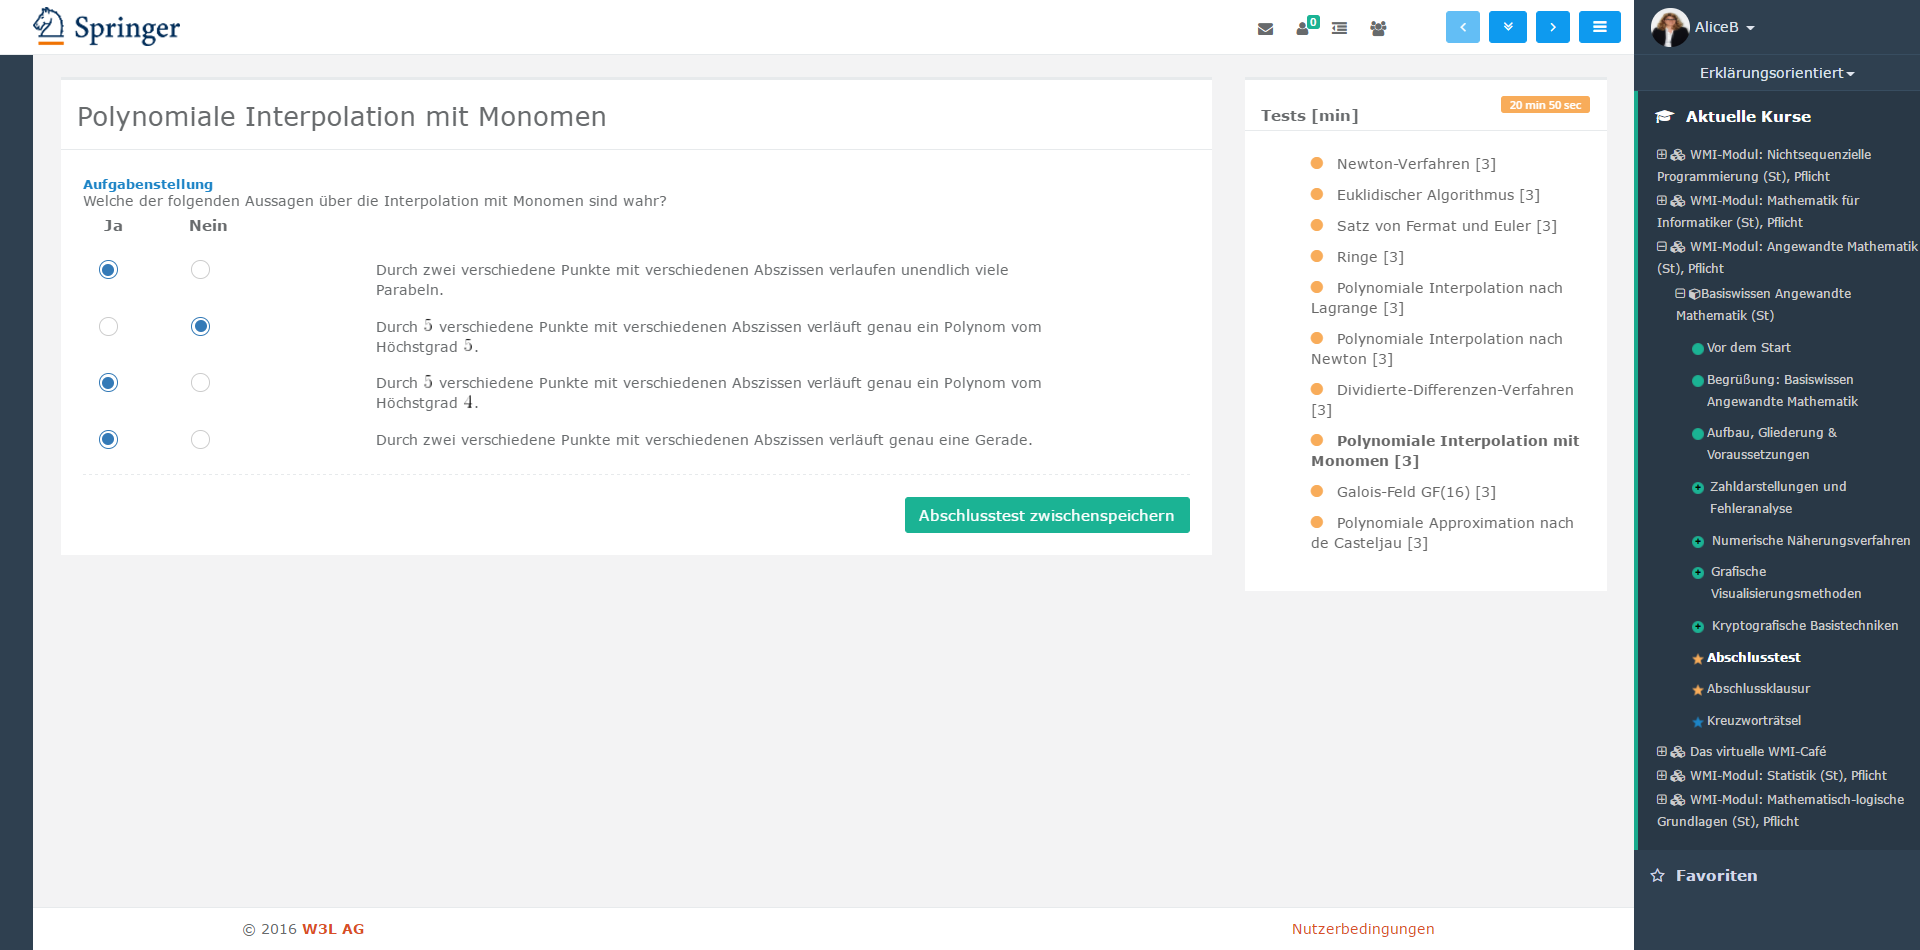 Springer
0
AliceB
Erklärungsorientiert
Polynomiale Interpolation mit Monomen
Aufgabenstellung
Welche der folgenden Aussagen über die Interpolation mit Monomen sind wahr?
Ja Nein
Durch zwei verschiedene Punkte mit verschiedenen Abszissen verlaufen unendlich viele
Parabeln.
Durch 5 verschiedene Punkte mit verschiedenen Abszissen verläuft genau ein Polynom vom
Höchstgrad 5.
Durch 5 verschiedene Punkte mit verschiedenen Abszissen verläuft genau ein Polynom vom
Höchstgrad 4.
Durch zwei verschiedene Punkte mit verschiedenen Abszissen verläuft genau eine Gerade.
Abschlusstest zwischenspeichern
20 min 50 sec
Tests [min]
Newton-Verfahren [3]
Euklidischer Algorithmus [3]
Satz von Fermat und Euler [3]
Ringe [3]
Polynomiale Interpolation nach
Lagrange [3]
Polynomiale Interpolation nach
Newton [3]
Dividierte-Differenzen-Verfahren
[3]
Polynomiale Interpolation mit
Monomen [3]
Galois-Feld GF(16) [3]
Polynomiale Approximation nach
de Casteljau [3]
Aktuelle Kurse
WMI-Modul: Nichtsequenzielle
Programmierung (St), Pflicht
WMI-Modul: Mathematik für
Informatiker (St), Pflicht
WMI-Modul: Angewandte Mathematik
(St), Pflicht
Basiswissen Angewandte
Mathematik (St)
Vor dem Start
Begrüßung: Basiswissen
Angewandte Mathematik
Aufbau, Gliederung &
Voraussetzungen
Zahldarstellungen und
Fehleranalyse
Numerische Näherungsverfahren
Grafische
Visualisierungsmethoden
Kryptografische Basistechniken
Abschlusstest
Abschlussklausur
Kreuzworträtsel
Das virtuelle WMI-Café
WMI-Modul: Statistik (St), Pflicht
WMI-Modul: Mathematisch-logische
Grundlagen (St), Pflicht
Favoriten
© 2016 W3L AG
Nutzerbedingungen